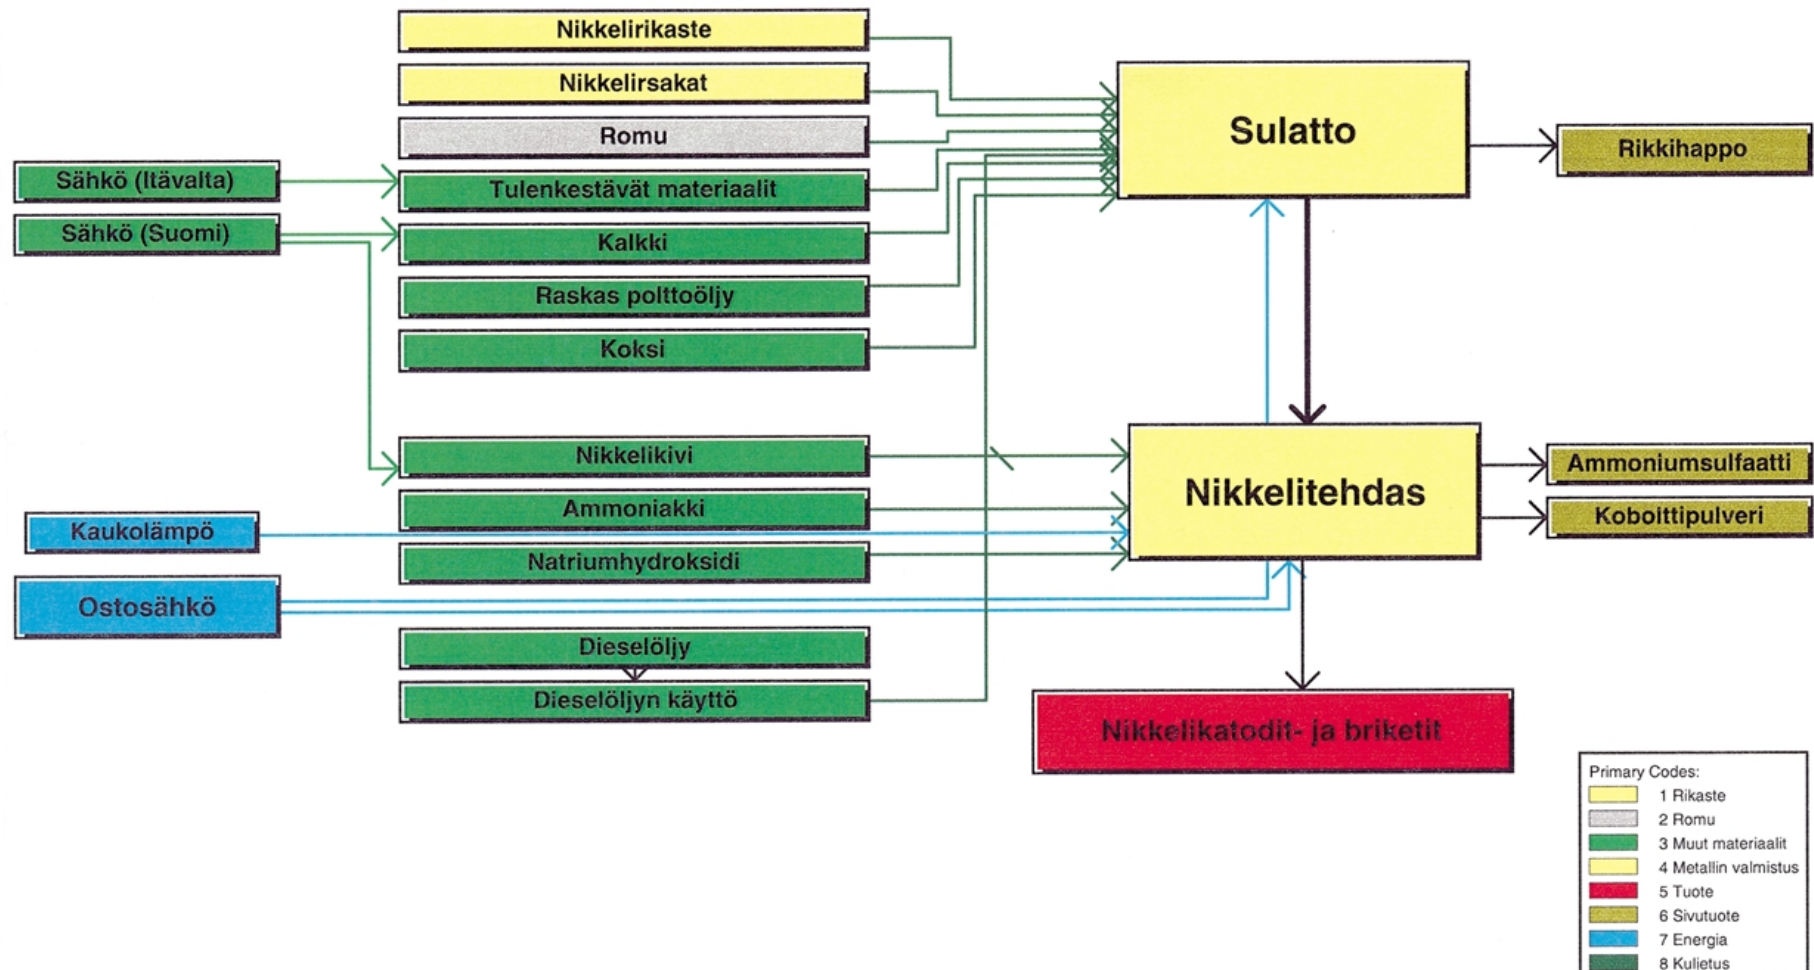 Nikkelirikaste
Nikkelirsakat
Romu
Sähkö (Itävalta)
Tulenkestävät materiaalit
Sähkö (Suomi)
Kalkki
Raskas polttoöljy
Koksi
Sulatto
Rikkihappo
Nikkelikivi
Ammoniakki
Kaukolämpö
Natriumhydroksidi
Ostosähkö
Dieselöljy
Dieselöljyn käyttö
Nikkelitehdas
Ammoniumsulfaatti
Koboittipulveri
Nikkelikatodit- ja briketit
Primary Codes:
1 Rikaste
2 Romu
3 Muut materiaalit
4 Metallin valmistus
5 Tuote
6 Sivutuote
7 Energia
8 Kulietus